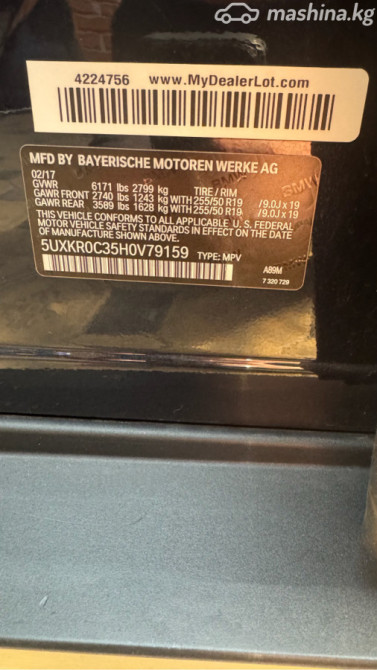 mashina.kg
4224756 www.MyDealerLot.com
MFD BY BAYERISCHE MOTOREN WERKE AG
02/17
GVWR 6171 lbs 2799 kg TIRE / RIM
GAWR FRONT 2740 lbs 1243 kg WITH 255/50 R19 /9.0J x 19
GAWR REAR 3589 lbs 1628 kg WITH 255/50 R19 /9.0J x 19
THIS VEHICLE CONFORMS TO ALL APPLICABLE U. S. FEDERAL
MOTOR VEHICLE SAFETY STANDARDS IN EFFECT ON THE DATE
OF MANUFACTURE SHOWN ABOVE.
5UXKR0C35H0V79159 TYPE: MPV
A89M
7 320 729